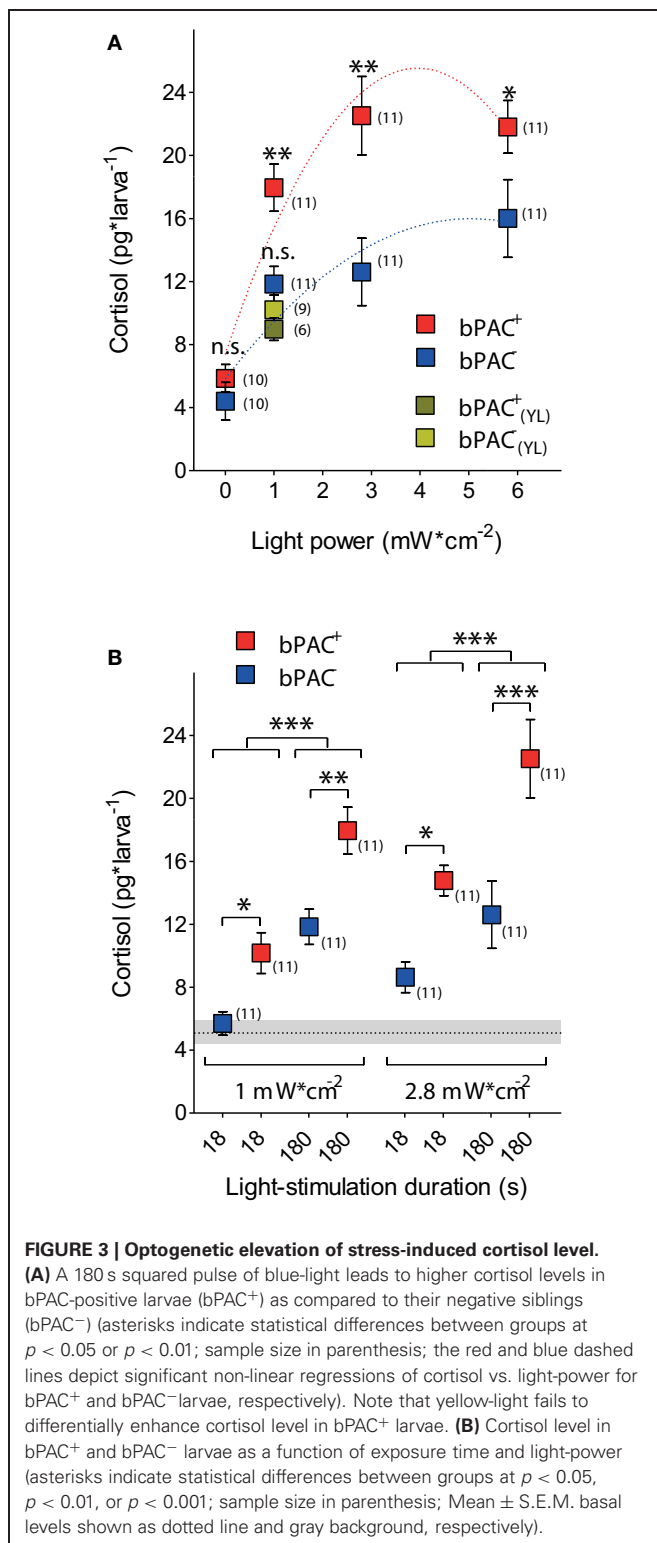 A
24
20
16
12
8
4
0
Cortisol (pg*larva⁻¹)
n.s.
(10)
(10)
**
(11)
n.s.
(11)
(9)
(6)
**
(11)
(11)
*
(11)
(11)
bPAC⁺
bPAC⁻
bPAC⁺(YL)
bPAC⁻(YL)
0 1 2 3 4 5 6
Light power (mW*cm⁻²)
B
bPAC⁺
bPAC⁻
24
20
16
12
8
4
0
Cortisol (pg*larva⁻¹)
***
*
(11)
(11)
**
(11)
(11)
***
*
(11)
(11)
***
(11)
(11)
1 mW*cm⁻² 2.8 mW*cm⁻²
18 18 180 180 18 18 180 180
Light-stimulation duration (s)
FIGURE 3 | Optogenetic elevation of stress-induced cortisol level.
(A) A 180 s squared pulse of blue-light leads to higher cortisol levels in
bPAC-positive larvae (bPAC⁺) as compared to their negative siblings
(bPAC⁻) (asterisks indicate statistical differences between groups at
p < 0.05 or p < 0.01; sample size in parenthesis; the red and blue dashed
lines depict significant non-linear regressions of cortisol vs. light-power for
bPAC⁺ and bPAC⁻larvae, respectively). Note that yellow-light fails to
differentially enhance cortisol level in bPAC⁺ larvae. (B) Cortisol level in
bPAC⁺ and bPAC⁻ larvae as a function of exposure time and light-power
(asterisks indicate statistical differences between groups at p < 0.05,
p < 0.01, or p < 0.001; sample size in parenthesis; Mean ± S.E.M. basal
levels shown as dotted line and gray background, respectively).